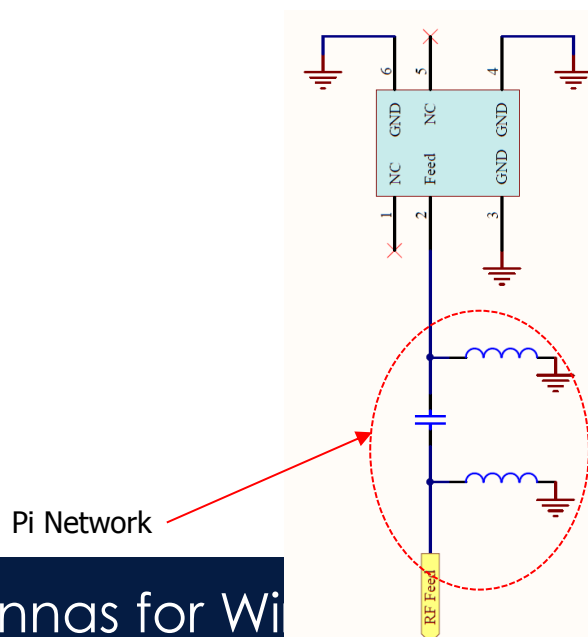 6
5
4
GND
NC
GND
NC
Feed
GND
1
2
3
Pi Network
RF Feed
nnas for Wi